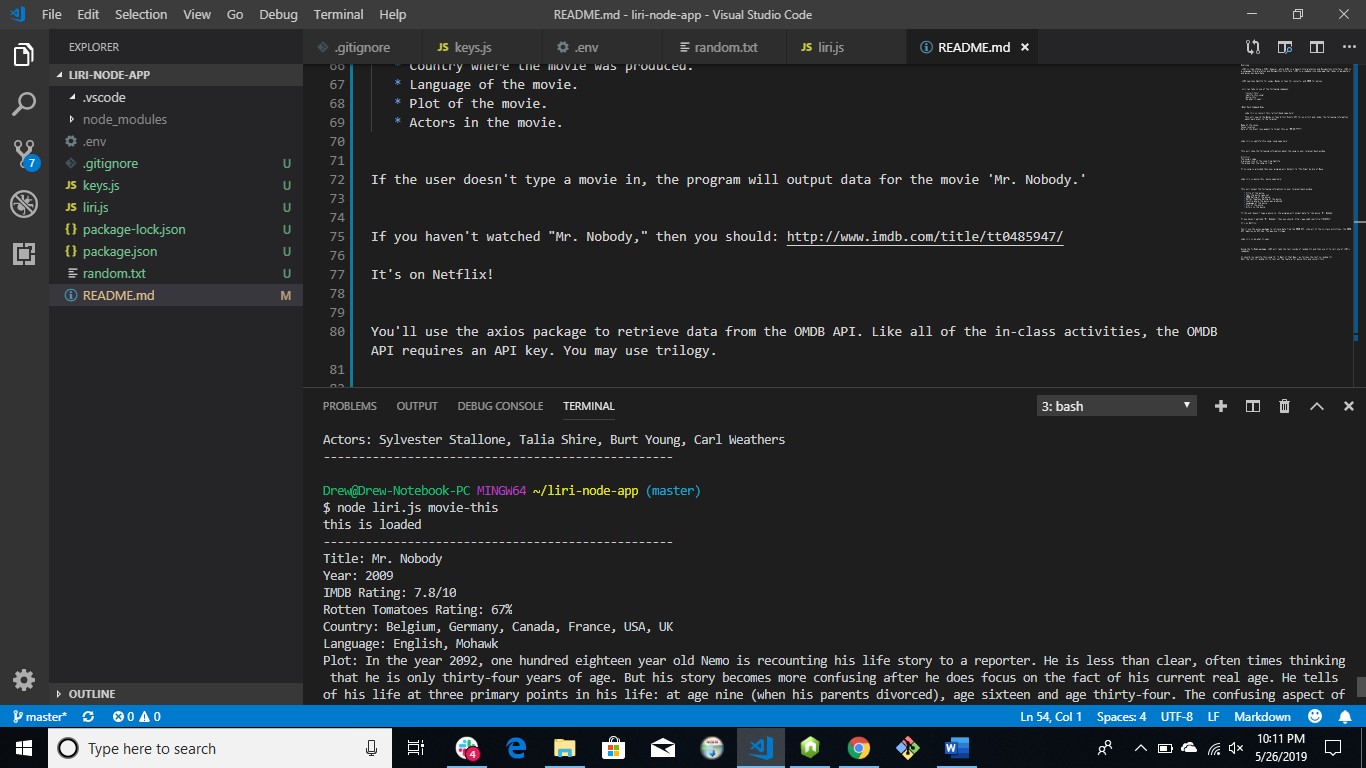 File Edit Selection View Go Debug Terminal Help README.md - liri-node-app - Visual Studio Code
EXPLORER
.gitignore JS keys.js .env random.txt JS liri.js README.md
LIRI-NODE-APP
.vscode
node_modules
.env
.gitignore U
JS keys.js U
JS liri.js U
{} package-lock.json U
{} package.json U
random.txt U
README.md M
OUTLINE
7
66 * Country where the movie was produced.
67 * Language of the movie.
68 * Plot of the movie.
69 * Actors in the movie.
70
71
72 If the user doesn't type a movie in, the program will output data for the movie 'Mr. Nobody.'
73
74
75 If you haven't watched "Mr. Nobody," then you should: http://www.imdb.com/title/tt0485947/
76
77 It's on Netflix!
78
79
80 You'll use the axios package to retrieve data from the OMDB API. Like all of the in-class activities, the OMDB
API requires an API key. You may use trilogy.
81
82
PROBLEMS OUTPUT DEBUG CONSOLE TERMINAL 3: bash
Actors: Sylvester Stallone, Talia Shire, Burt Young, Carl Weathers
--------------------------------------------------
Drew@Drew-Notebook-PC MINGW64 ~/liri-node-app (master)
$ node liri.js movie-this
this is loaded
--------------------------------------------------
Title: Mr. Nobody
Year: 2009
IMDB Rating: 7.8/10
Rotten Tomatoes Rating: 67%
Country: Belgium, Germany, Canada, France, USA, UK
Language: English, Mohawk
Plot: In the year 2092, one hundred eighteen year old Nemo is recounting his life story to a reporter. He is less than clear, often times thinking
that he is only thirty-four years of age. But his story becomes more confusing after he does focus on the fact of his current real age. He tells
of his life at three primary points in his life: at age nine (when his parents divorced), age sixteen and age thirty-four. The confusing aspect of
master* 0 0 Ln 54, Col 1 Spaces: 4 UTF-8 LF Markdown
Type here to search 4 10:11 PM
5/26/2019